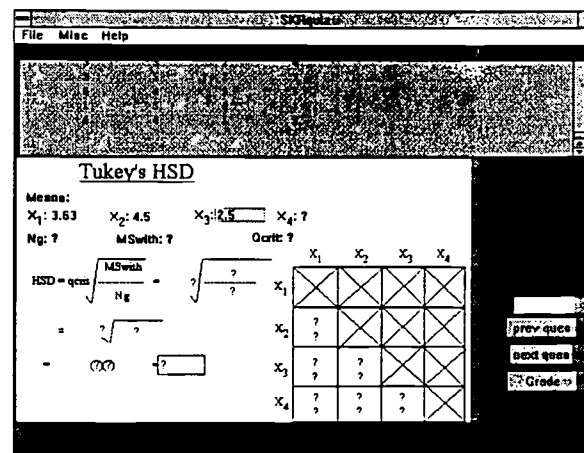 File Misc Help
Tukey's HSD
Means:
X1: 3.63 X2: 4.5 X3: 2.5 X4: ?
Ng: ? MSwith: ? Qcrit: ?
X1 X2 X3 X4
HSD = qcrit √ MSwith / Ng = ? √ ? / ?
X1
= ? √ ?
X2 ? ?
= (?)(?) = ?
X3 ? ? ? ?
X4 ? ? ? ? ? ?
prev ques
next ques
Grade